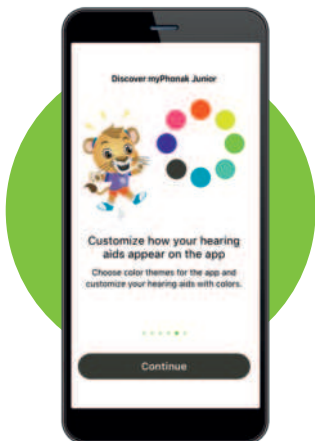 Discover myPhonak Junior
Customize how your hearing
aids appear on the app
Choose color themes for the app and
customize your hearing aids with colors.
Continue